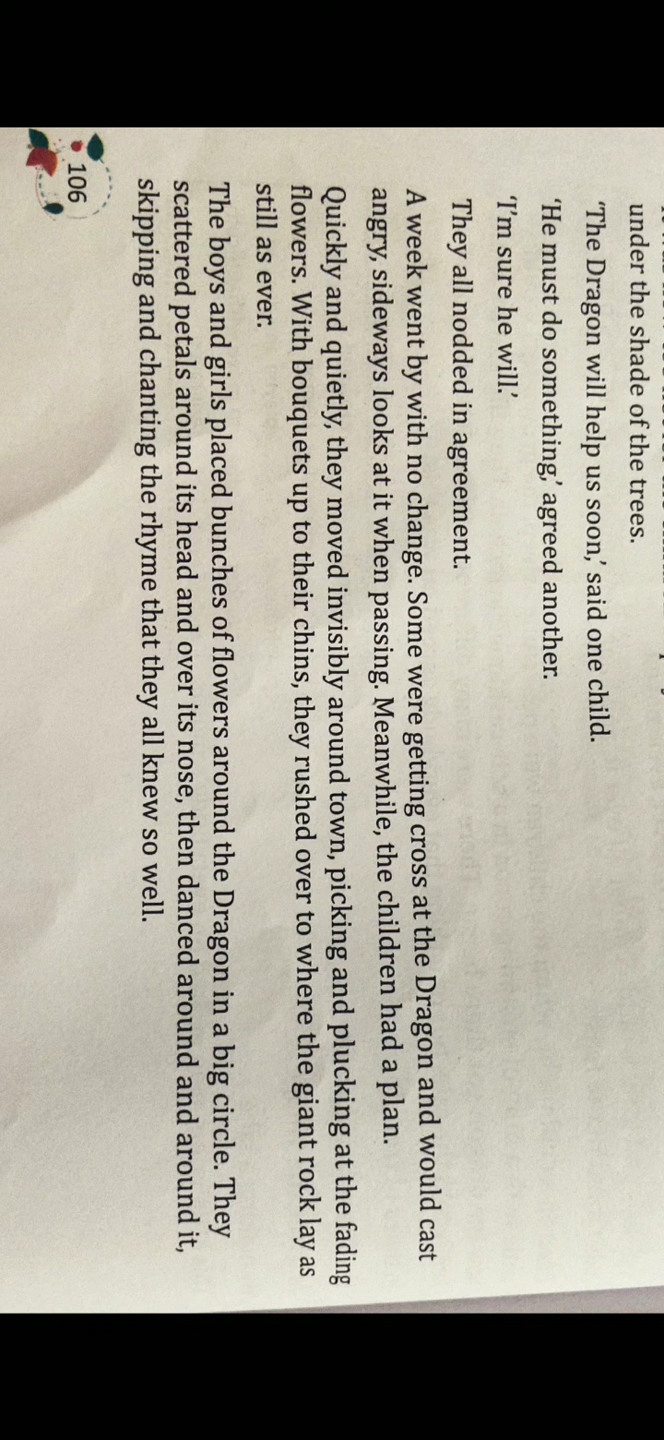 under the shade of the trees.
'The Dragon will help us soon,' said one child.
'He must do something,' agreed another.
'I'm sure he will.'
They all nodded in agreement.
A week went by with no change. Some were getting cross at the Dragon and would cast
angry, sideways looks at it when passing. Meanwhile, the children had a plan.
Quickly and quietly, they moved invisibly around town, picking and plucking at the fading
flowers. With bouquets up to their chins, they rushed over to where the giant rock lay as
still as ever.
The boys and girls placed bunches of flowers around the Dragon in a big circle. They
scattered petals around its head and over its nose, then danced around and around it,
skipping and chanting the rhyme that they all knew so well.
106